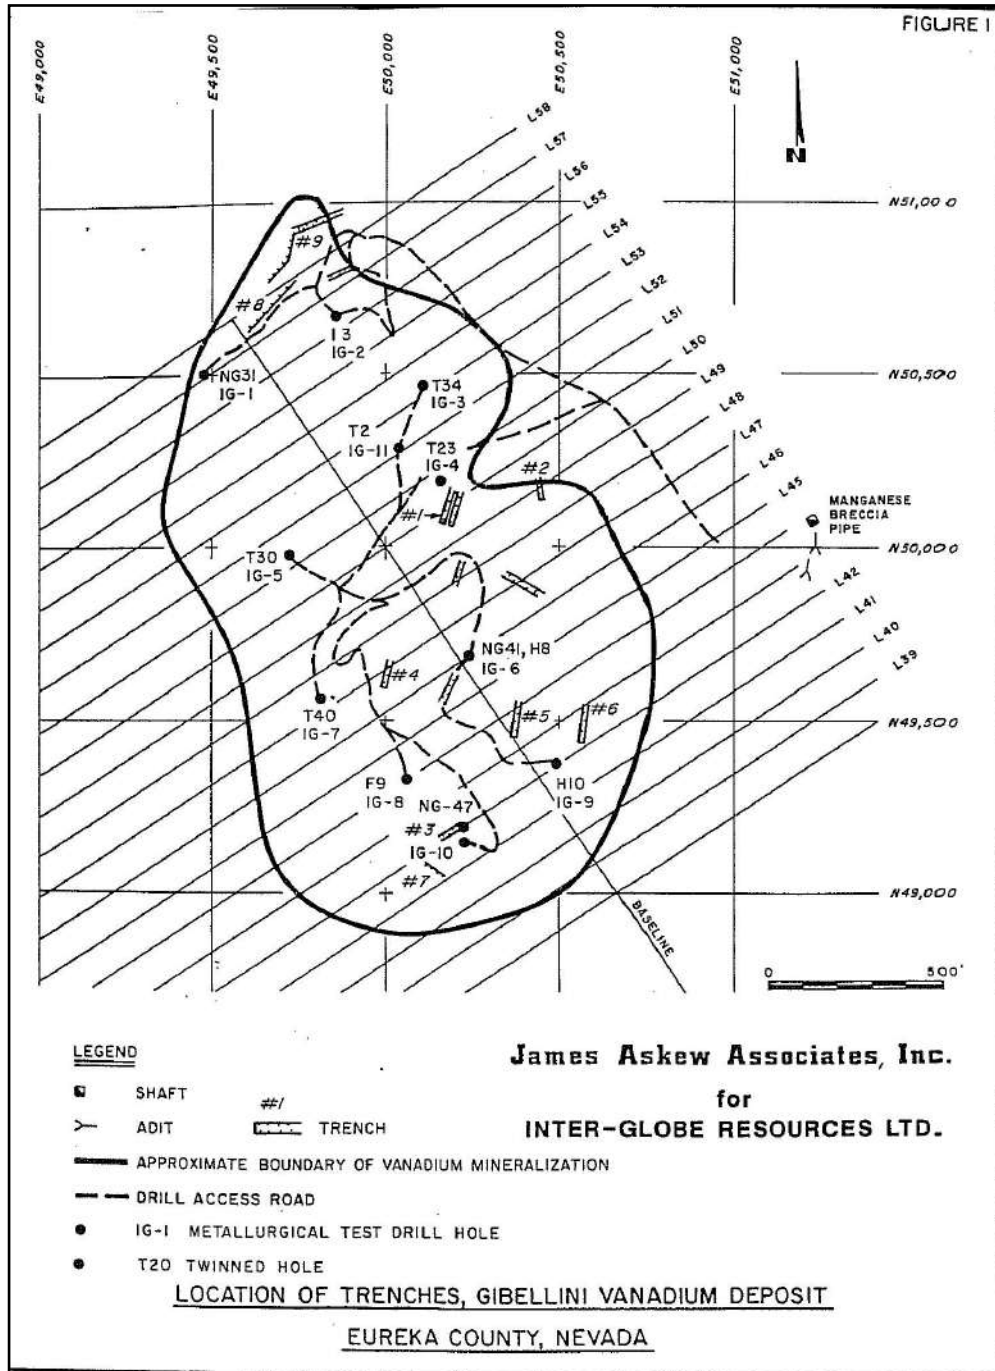 FIGURE 1
E49,000
E49,500
E50,000
E50,500
E51,000
N
L58
L57
L56
L55
L54
L53
L52
L51
L50
L49
L48
L47
L46
L45
L42
L41
L40
L39
N51,000
N50,500
N50,000
N49,500
N49,000
#9
#8
I3
IG-2
NG31
IG-1
T34
IG-3
T2
IG-11
T23
IG-4
#1
#2
MANGANESE
BRECCIA
PIPE
T30
IG-5
NG41, H8
IG-6
#4
T40
IG-7
#5
#6
F9
IG-8
NG-47
H10
IG-9
#3
IG-10
#7
BASELINE
0 500'
LEGEND
SHAFT
ADIT
#1
TRENCH
APPROXIMATE BOUNDARY OF VANADIUM MINERALIZATION
DRILL ACCESS ROAD
IG-1 METALLURGICAL TEST DRILL HOLE
T20 TWINNED HOLE
James Askew Associates, Inc.
for
INTER-GLOBE RESOURCES LTD.
LOCATION OF TRENCHES, GIBELLINI VANADIUM DEPOSIT
EUREKA COUNTY, NEVADA